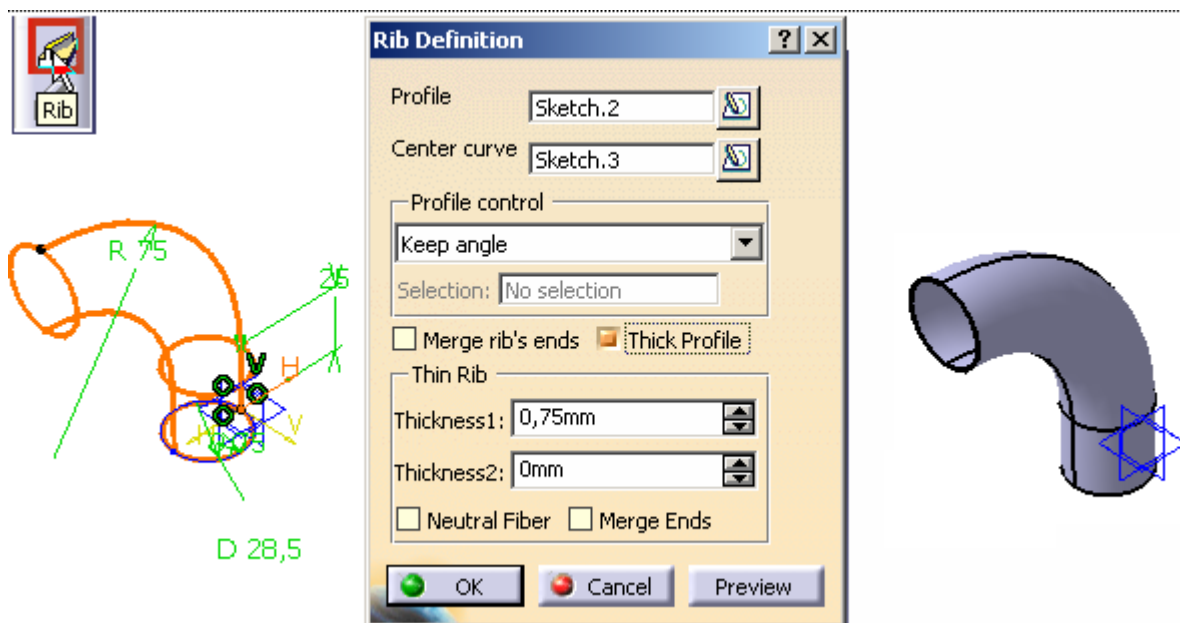 Rib
R 75
25
V
H
V
D 28,5
Rib Definition
Profile Sketch.2
Center curve Sketch.3
Profile control
Keep angle
Selection: No selection
Merge rib's ends Thick Profile
Thin Rib
Thickness1: 0,75mm
Thickness2: 0mm
Neutral Fiber Merge Ends
OK Cancel Preview